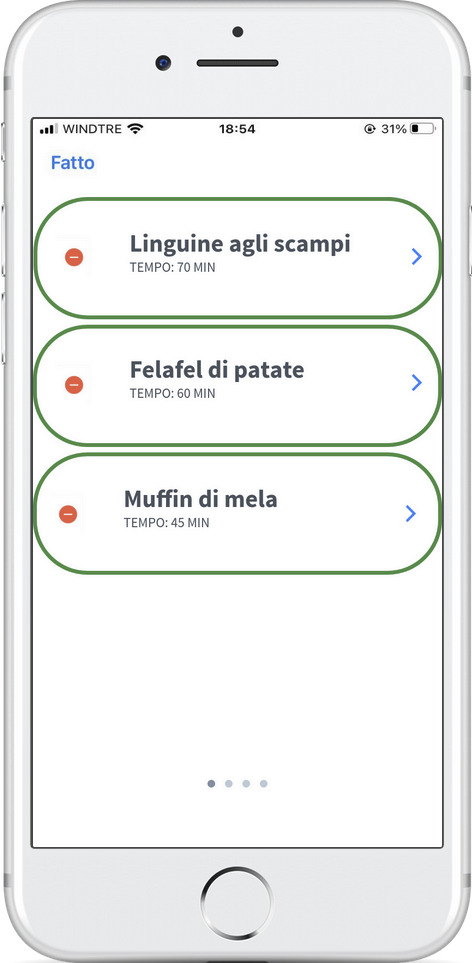 WINDTRE 18:54 31%
Fatto
Linguine agli scampi
TEMPO: 70 MIN
Felafel di patate
TEMPO: 60 MIN
Muffin di mela
TEMPO: 45 MIN